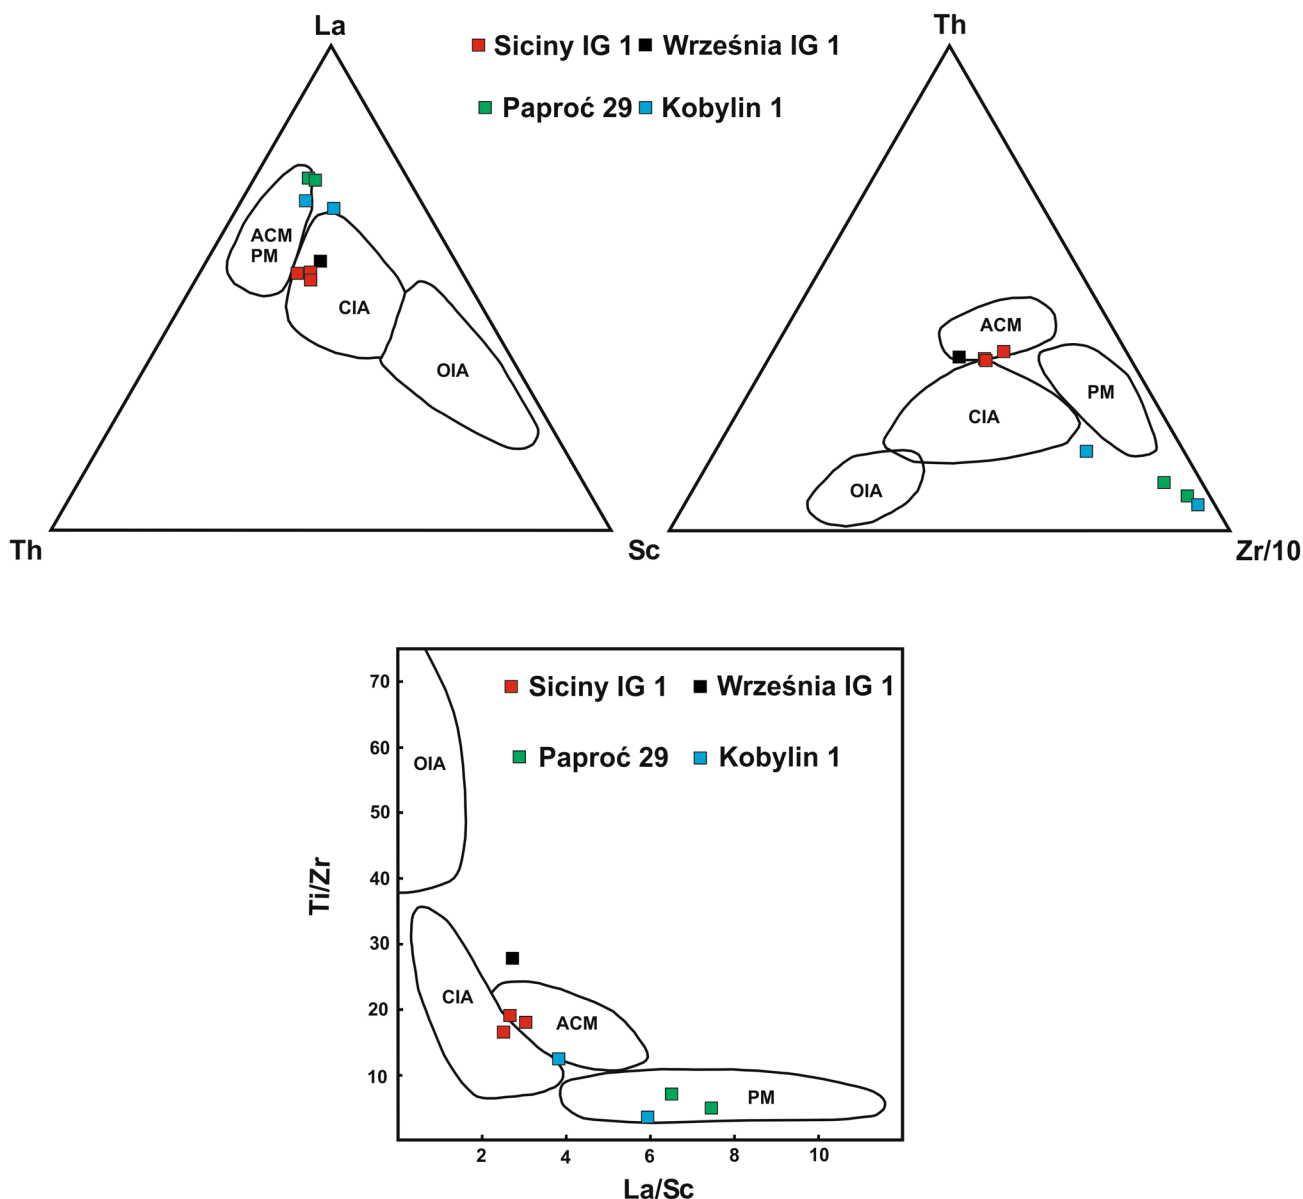 La
Th
Siciny IG 1 Września IG 1
Paproć 29 Kobylin 1
ACM
PM
CIA
OIA
Th
Sc
ACM
PM
CIA
OIA
Zr/10
Siciny IG 1 Września IG 1
Paproć 29 Kobylin 1
70
60
50
40
30
20
10
Ti/Zr
OIA
CIA
ACM
PM
2 4 6 8 10
La/Sc